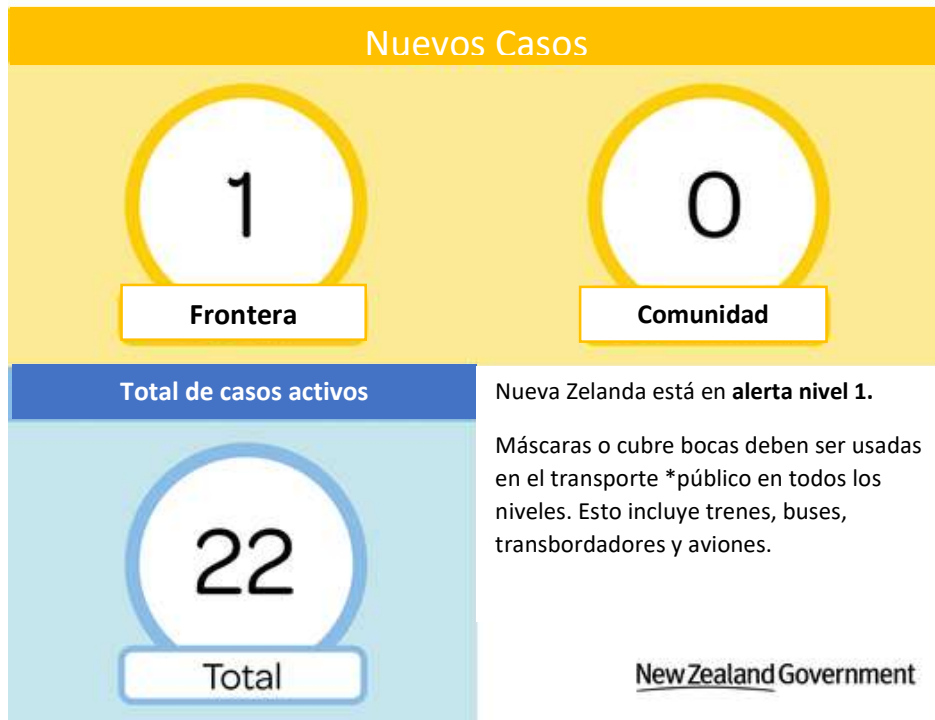 Nuevos Casos
1
0
Frontera
Comunidad
Total de casos activos
22
Total
Nueva Zelanda está en alerta nivel 1.
Máscaras o cubre bocas deben ser usadas
en el transporte *público en todos los
niveles. Esto incluye trenes, buses,
transbordadores y aviones.
New Zealand Government